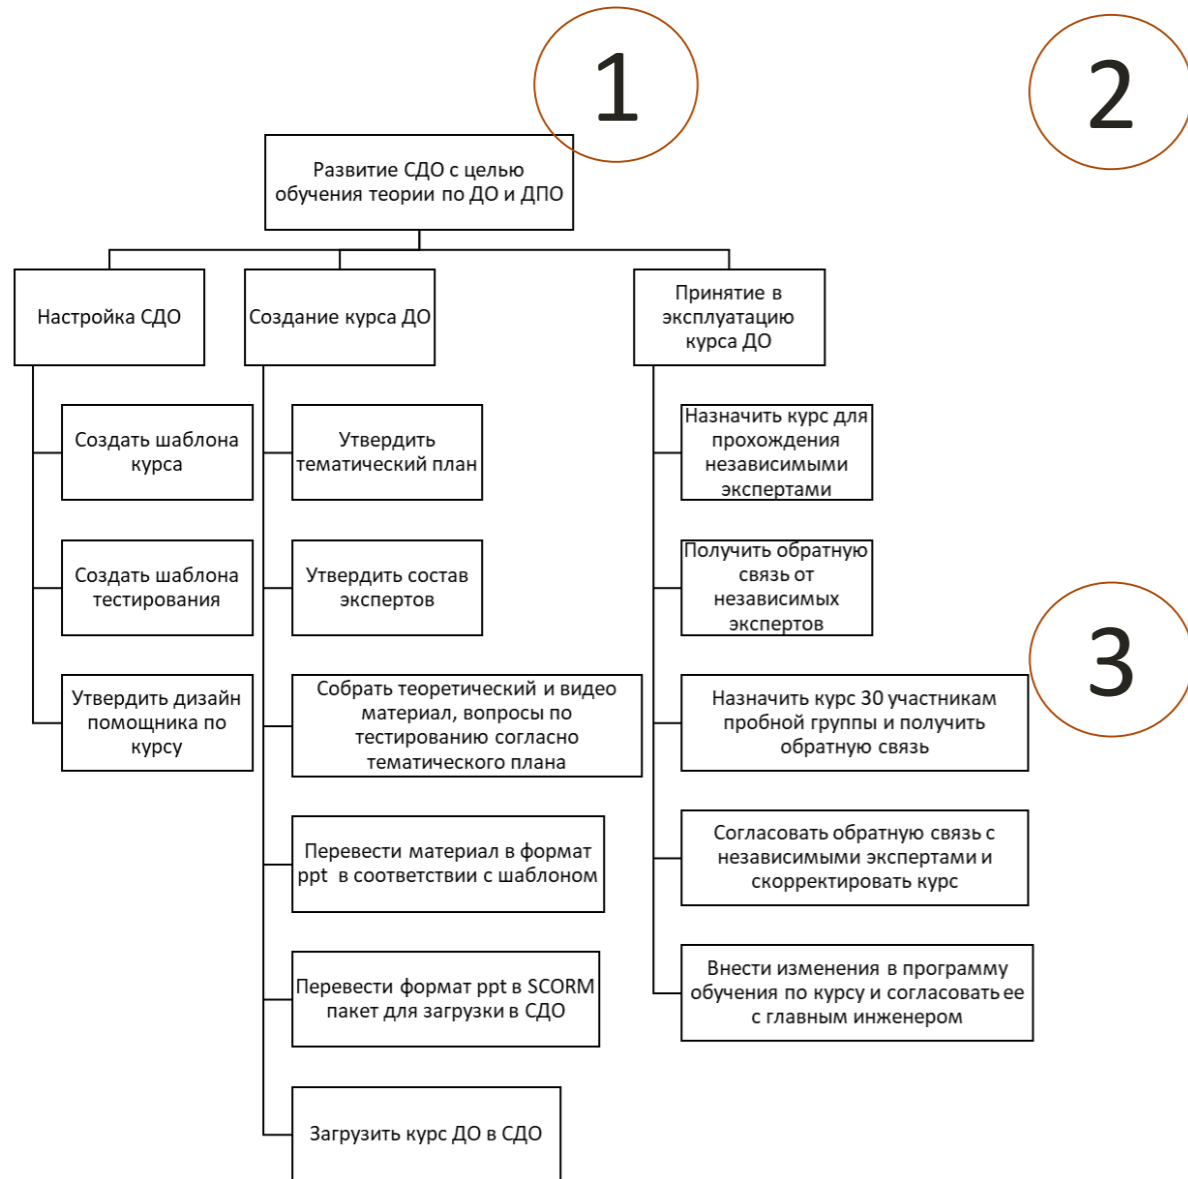 1
2
Развитие СДО с целью
обучения теории по ДО и ДПО
Настройка СДО
Создание курса ДО
Принятие в
эксплуатацию
курса ДО
Создать шаблона
курса
Создать шаблона
тестирования
Утвердить дизайн
помощника по
курсу
Утвердить
тематический план
Утвердить состав
экспертов
Собрать теоретический и видео
материал, вопросы по
тестированию согласно
тематического плана
Перевести материал в формат
ppt в соответствии с шаблоном
Перевести формат ppt в SCORM
пакет для загрузки в СДО
Загрузить курс ДО в СДО
Назначить курс для
прохождения
независимыми
экспертами
Получить обратную
связь от
независимых
экспертов
3
Назначить курс 30 участникам
пробной группы и получить
обратную связь
Согласовать обратную связь с
независимыми экспертами и
скорректировать курс
Внести изменения в программу
обучения по курсу и согласовать ее
с главным инженером